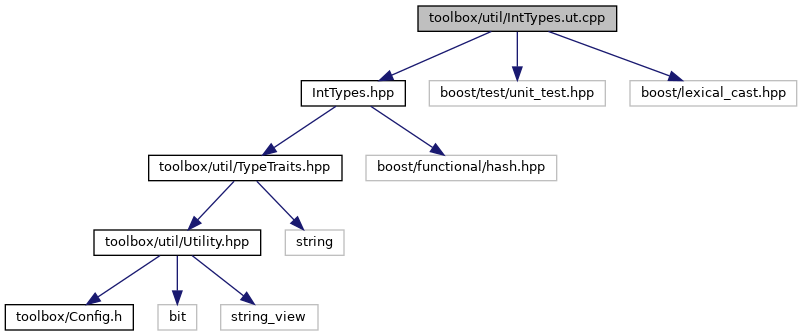 toolbox/util/IntTypes.ut.cpp
IntTypes.hpp
boost/test/unit_test.hpp
boost/lexical_cast.hpp
toolbox/util/TypeTraits.hpp
boost/functional/hash.hpp
toolbox/util/Utility.hpp
string
toolbox/Config.h
bit
string_view